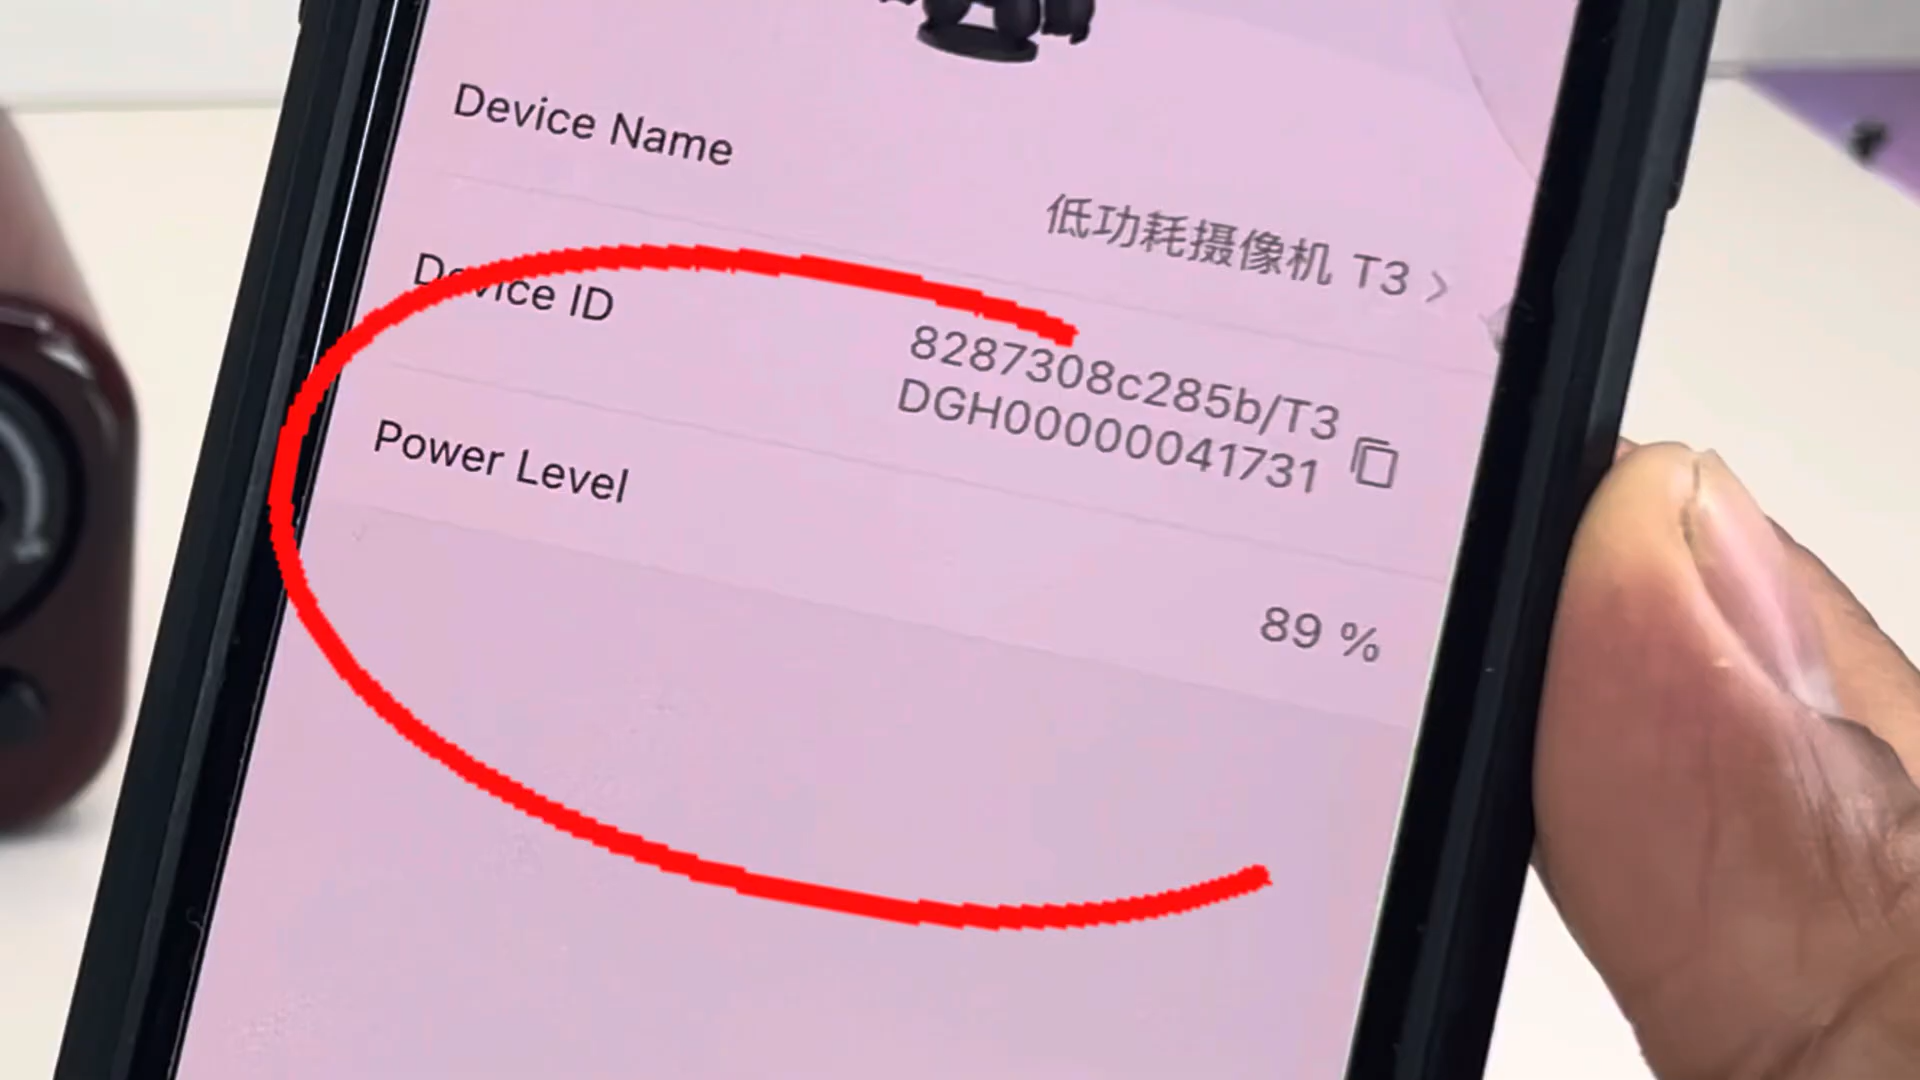 Device Name
低功耗摄像机 T3
Device ID
8287308c285b/T3
DGH00000041731
Power Level
89 %